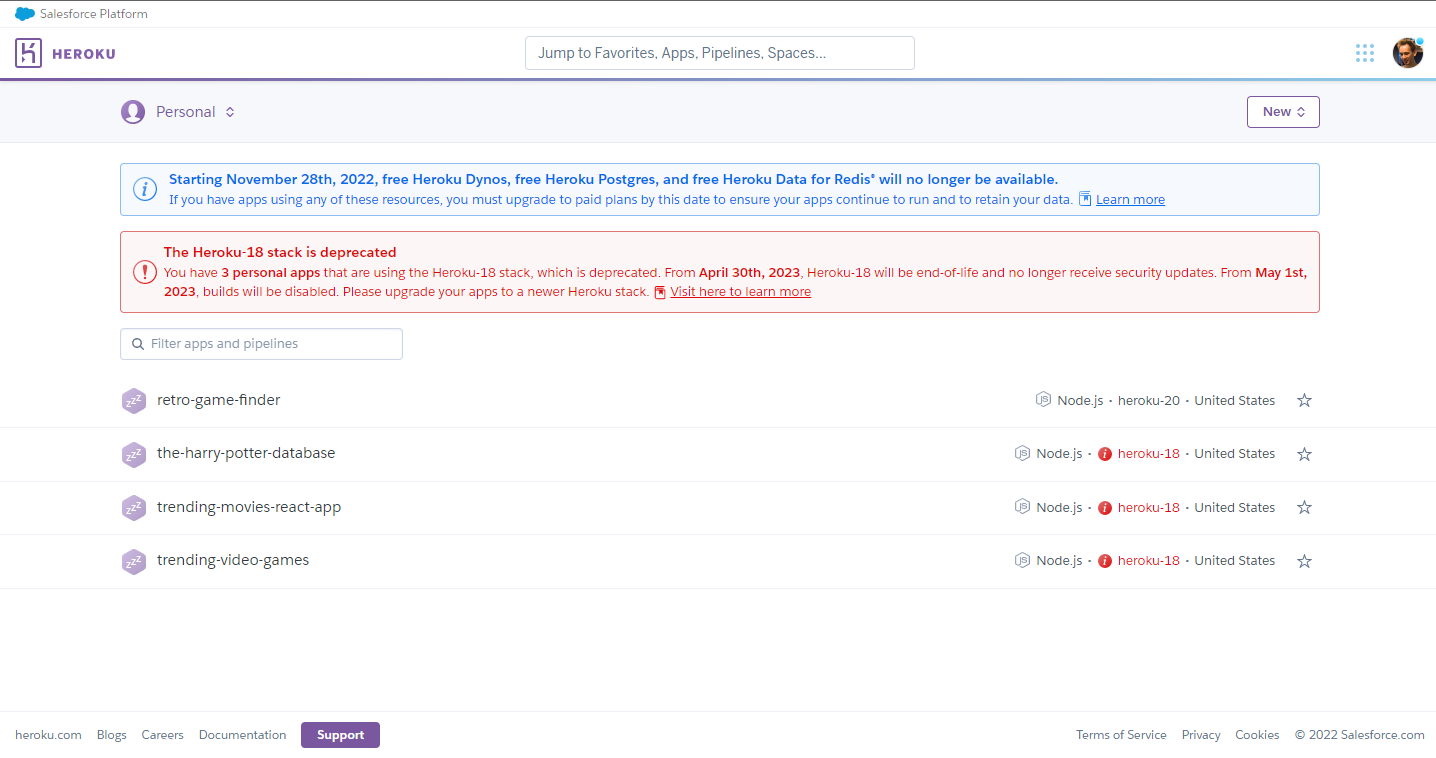 Salesforce Platform
HEROKU
Jump to Favorites, Apps, Pipelines, Spaces...
Personal
New
Starting November 28th, 2022, free Heroku Dynos, free Heroku Postgres, and free Heroku Data for Redis® will no longer be available.
If you have apps using any of these resources, you must upgrade to paid plans by this date to ensure your apps continue to run and to retain your data. Learn more
The Heroku-18 stack is deprecated
You have 3 personal apps that are using the Heroku-18 stack, which is deprecated. From April 30th, 2023, Heroku-18 will be end-of-life and no longer receive security updates. From May 1st,
2023, builds will be disabled. Please upgrade your apps to a newer Heroku stack. Visit here to learn more
Filter apps and pipelines
retro-game-finder Node.js · heroku-20 · United States
the-harry-potter-database Node.js · heroku-18 · United States
trending-movies-react-app Node.js · heroku-18 · United States
trending-video-games Node.js · heroku-18 · United States
heroku.com Blogs Careers Documentation Support Terms of Service Privacy Cookies © 2022 Salesforce.com